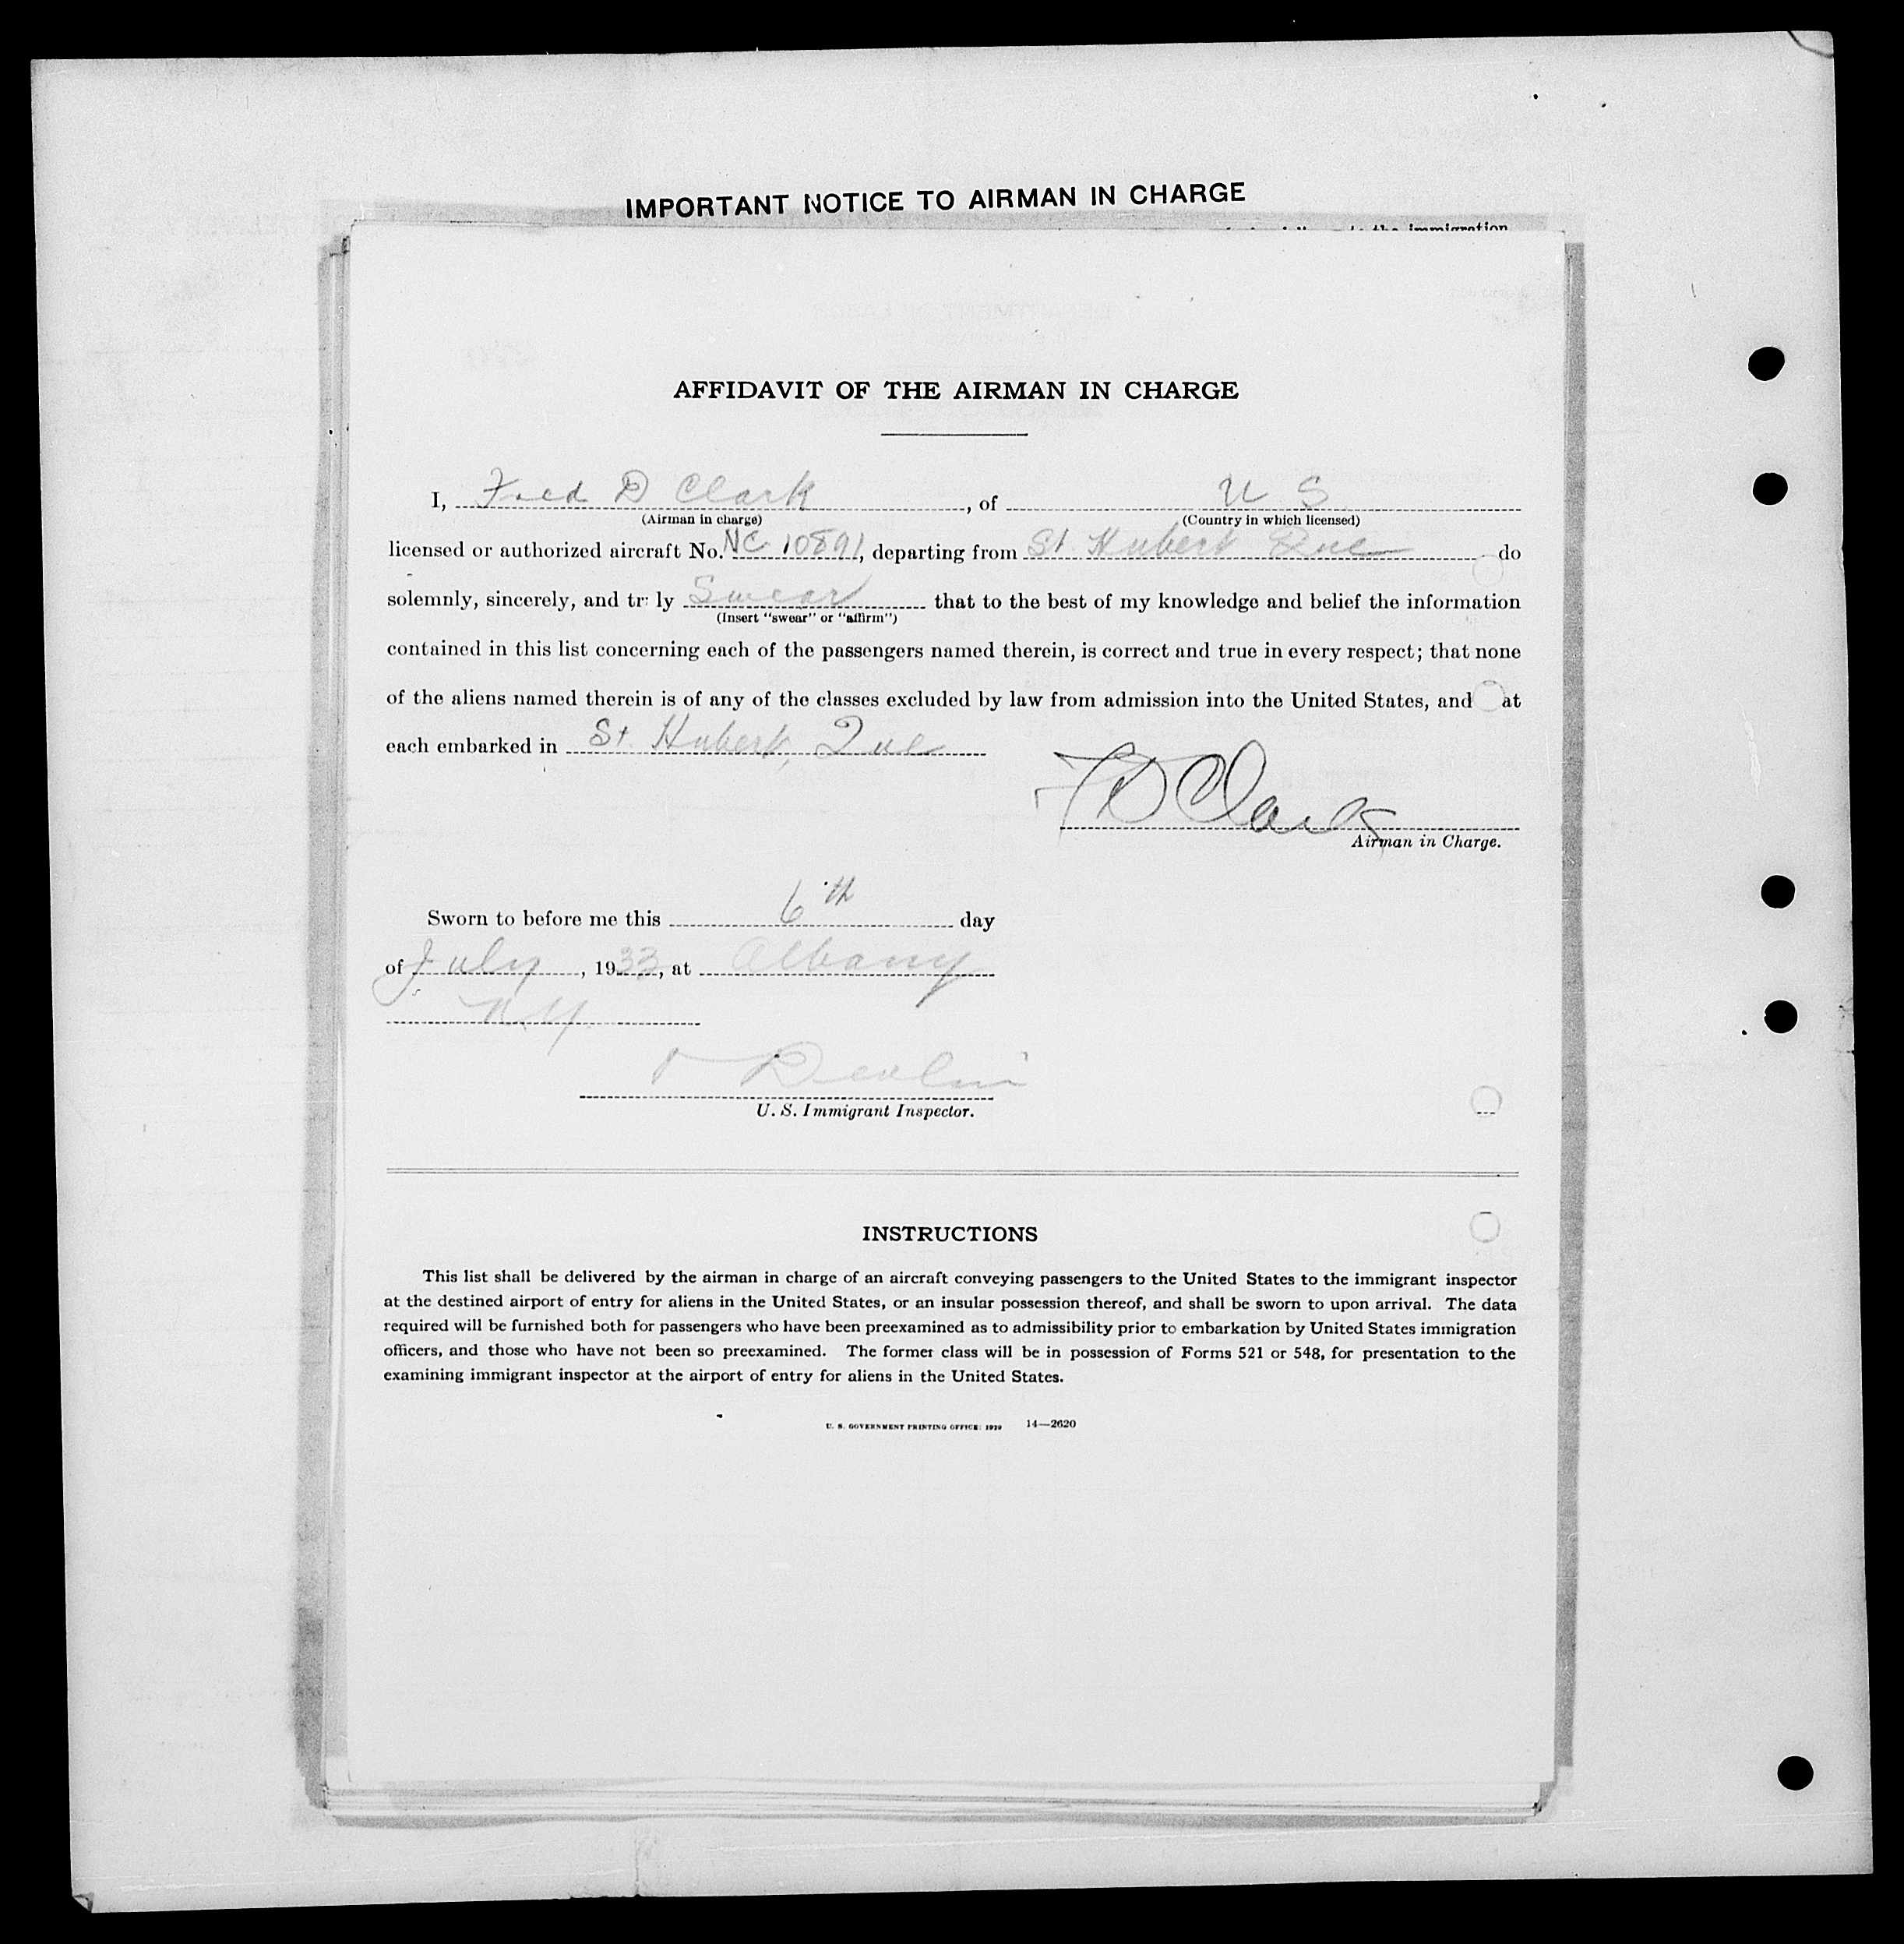 IMPORTANT NOTICE TO AIRMAN IN CHARGE
immigration
AFFIDAVIT OF THE AIRMAN IN CHARGE
I, Fred D Clark, of U S
(Airman in charge) (Country in which licensed)
licensed or authorized aircraft No. NC 10891, departing from St Hubert Que do
solemnly, sincerely, and tr ly Swear that to the best of my knowledge and belief the information
(Insert "swear" or "affirm")
contained in this list concerning each of the passengers named therein, is correct and true in every respect; that none
of the aliens named therein is of any of the classes excluded by law from admission into the United States, and at
each embarked in St. Hubert, Que
F D Clark
Airman in Charge.
Sworn to before me this 6th day
of July, 1933, at Albany
N.Y.
Devlin
U. S. Immigrant Inspector.
INSTRUCTIONS
This list shall be delivered by the airman in charge of an aircraft conveying passengers to the United States to the immigrant inspector
at the destined airport of entry for aliens in the United States, or an insular possession thereof, and shall be sworn to upon arrival. The data
required will be furnished both for passengers who have been preexamined as to admissibility prior to embarkation by United States immigration
officers, and those who have not been so preexamined. The former class will be in possession of Forms 521 or 548, for presentation to the
examining immigrant inspector at the airport of entry for aliens in the United States.
U. S. GOVERNMENT PRINTING OFFICE: 1929 14—2620